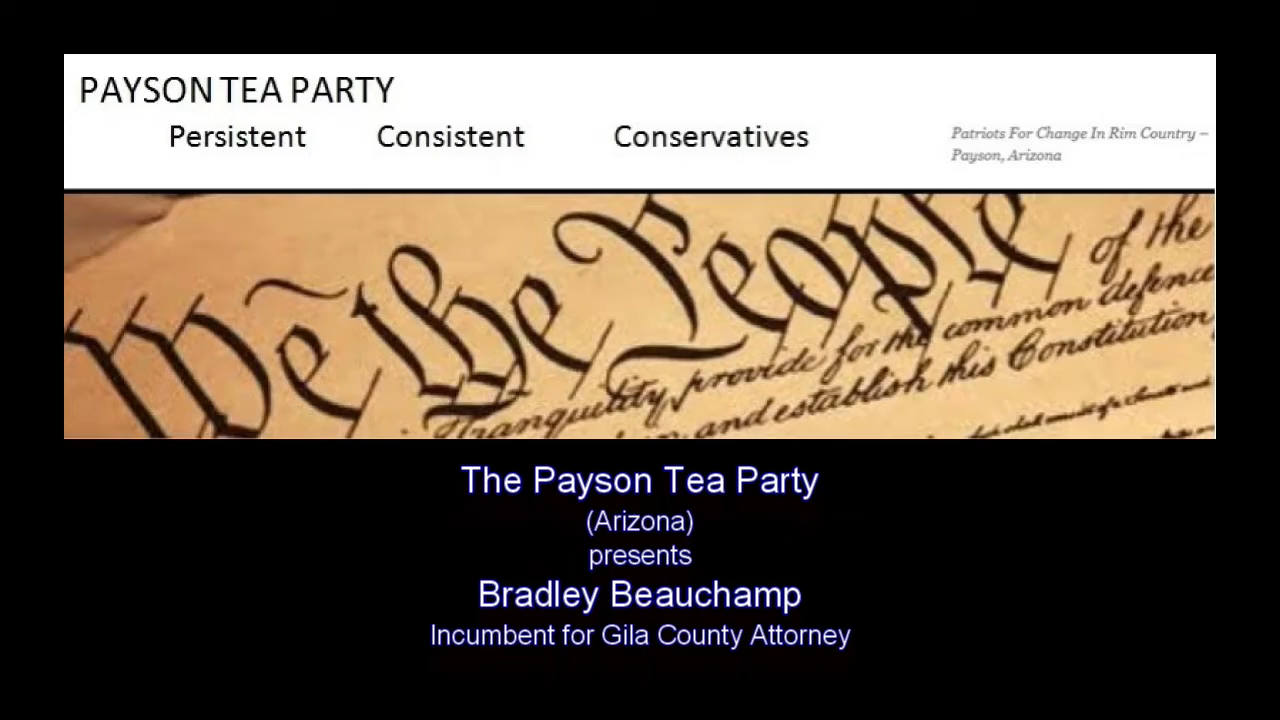 PAYSON TEA PARTY
Persistent Consistent Conservatives
Patriots For Change In Rim Country –
Payson, Arizona
We the People of the
Tranquility, provide for the common defence
and establish this Constitution
The Payson Tea Party
(Arizona)
presents
Bradley Beauchamp
Incumbent for Gila County Attorney